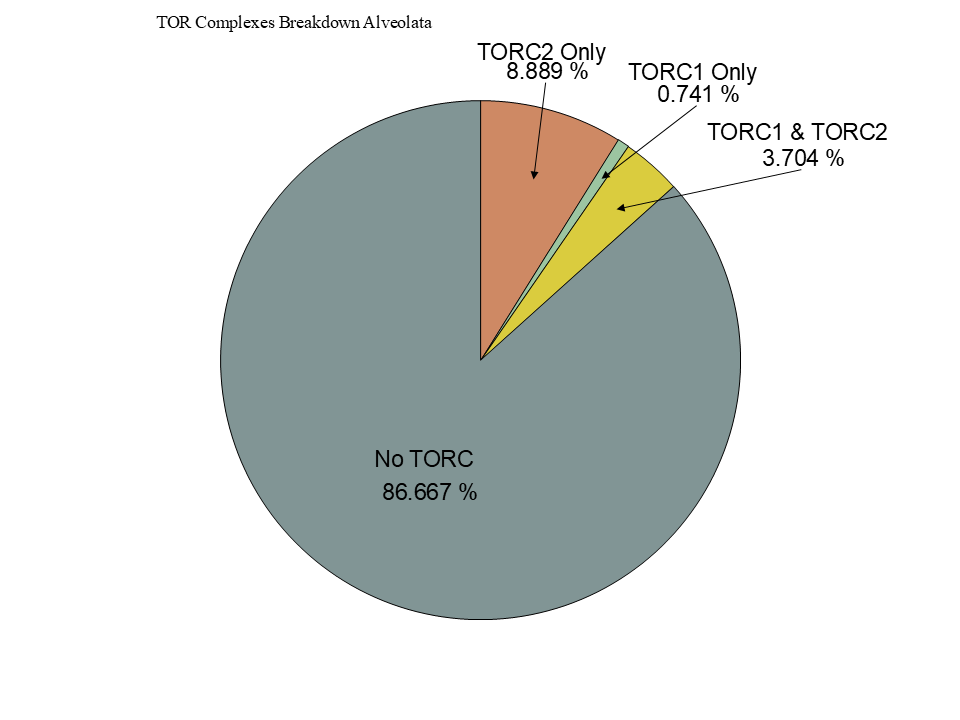 TOR Complexes Breakdown Alveolata
TORC2 Only
8.889 %
TORC1 Only
0.741 %
TORC1 & TORC2
3.704 %
No TORC
86.667 %